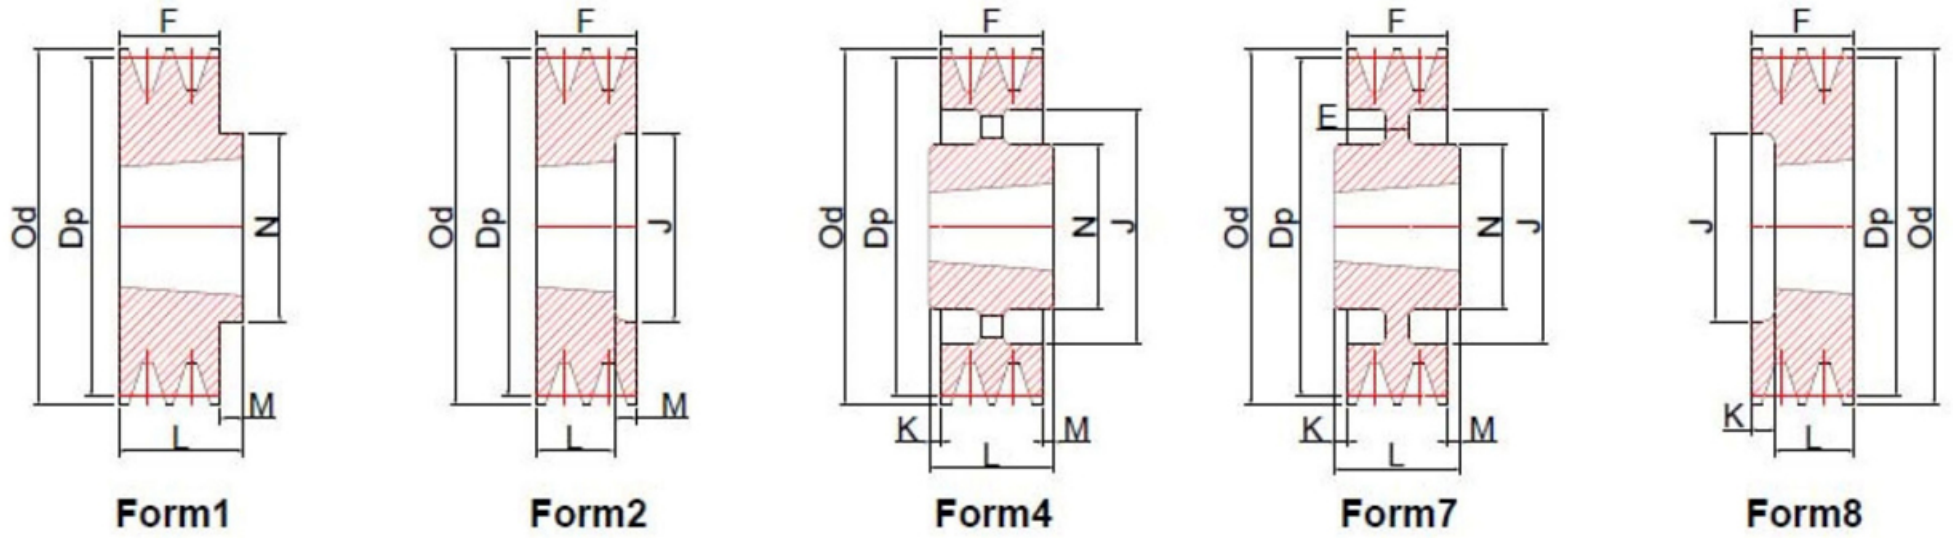 F F F F F
E
Od Dp N Od Dp J Od Dp N J Od Dp N J J Dp Od
M M K M K M K
L L L L L
Form1 Form2 Form4 Form7 Form8